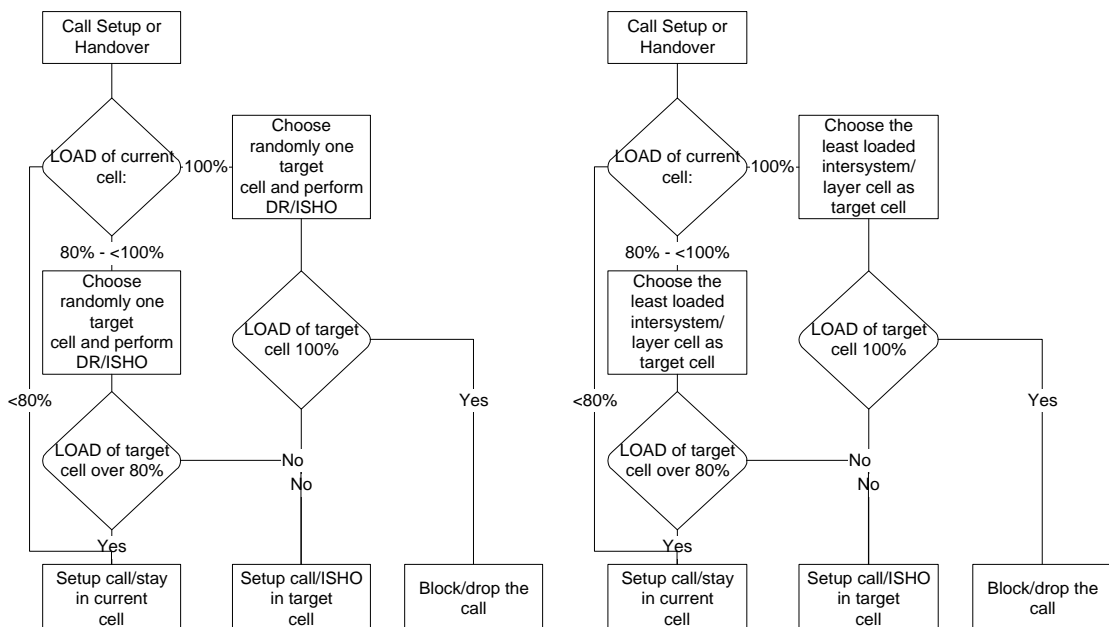 Call Setup or
Handover
LOAD of current
cell:
100%
Choose
randomly one
target
cell and perform
DR/ISHO
80% - <100%
Choose
randomly one
target
cell and perform
DR/ISHO
LOAD of target
cell 100%
<80%
Yes
LOAD of target
cell over 80%
No
No
Yes
Setup call/stay
in current
cell
Setup call/ISHO
in target
cell
Block/drop the
call
Call Setup or
Handover
LOAD of current
cell:
100%
Choose the
least loaded
intersystem/
layer cell as
target cell
80% - <100%
Choose the
least loaded
intersystem/
layer cell as
target cell
LOAD of target
cell 100%
<80%
Yes
LOAD of target
cell over 80%
No
No
Yes
Setup call/stay
in current
cell
Setup call/ISHO
in target
cell
Block/drop the
call